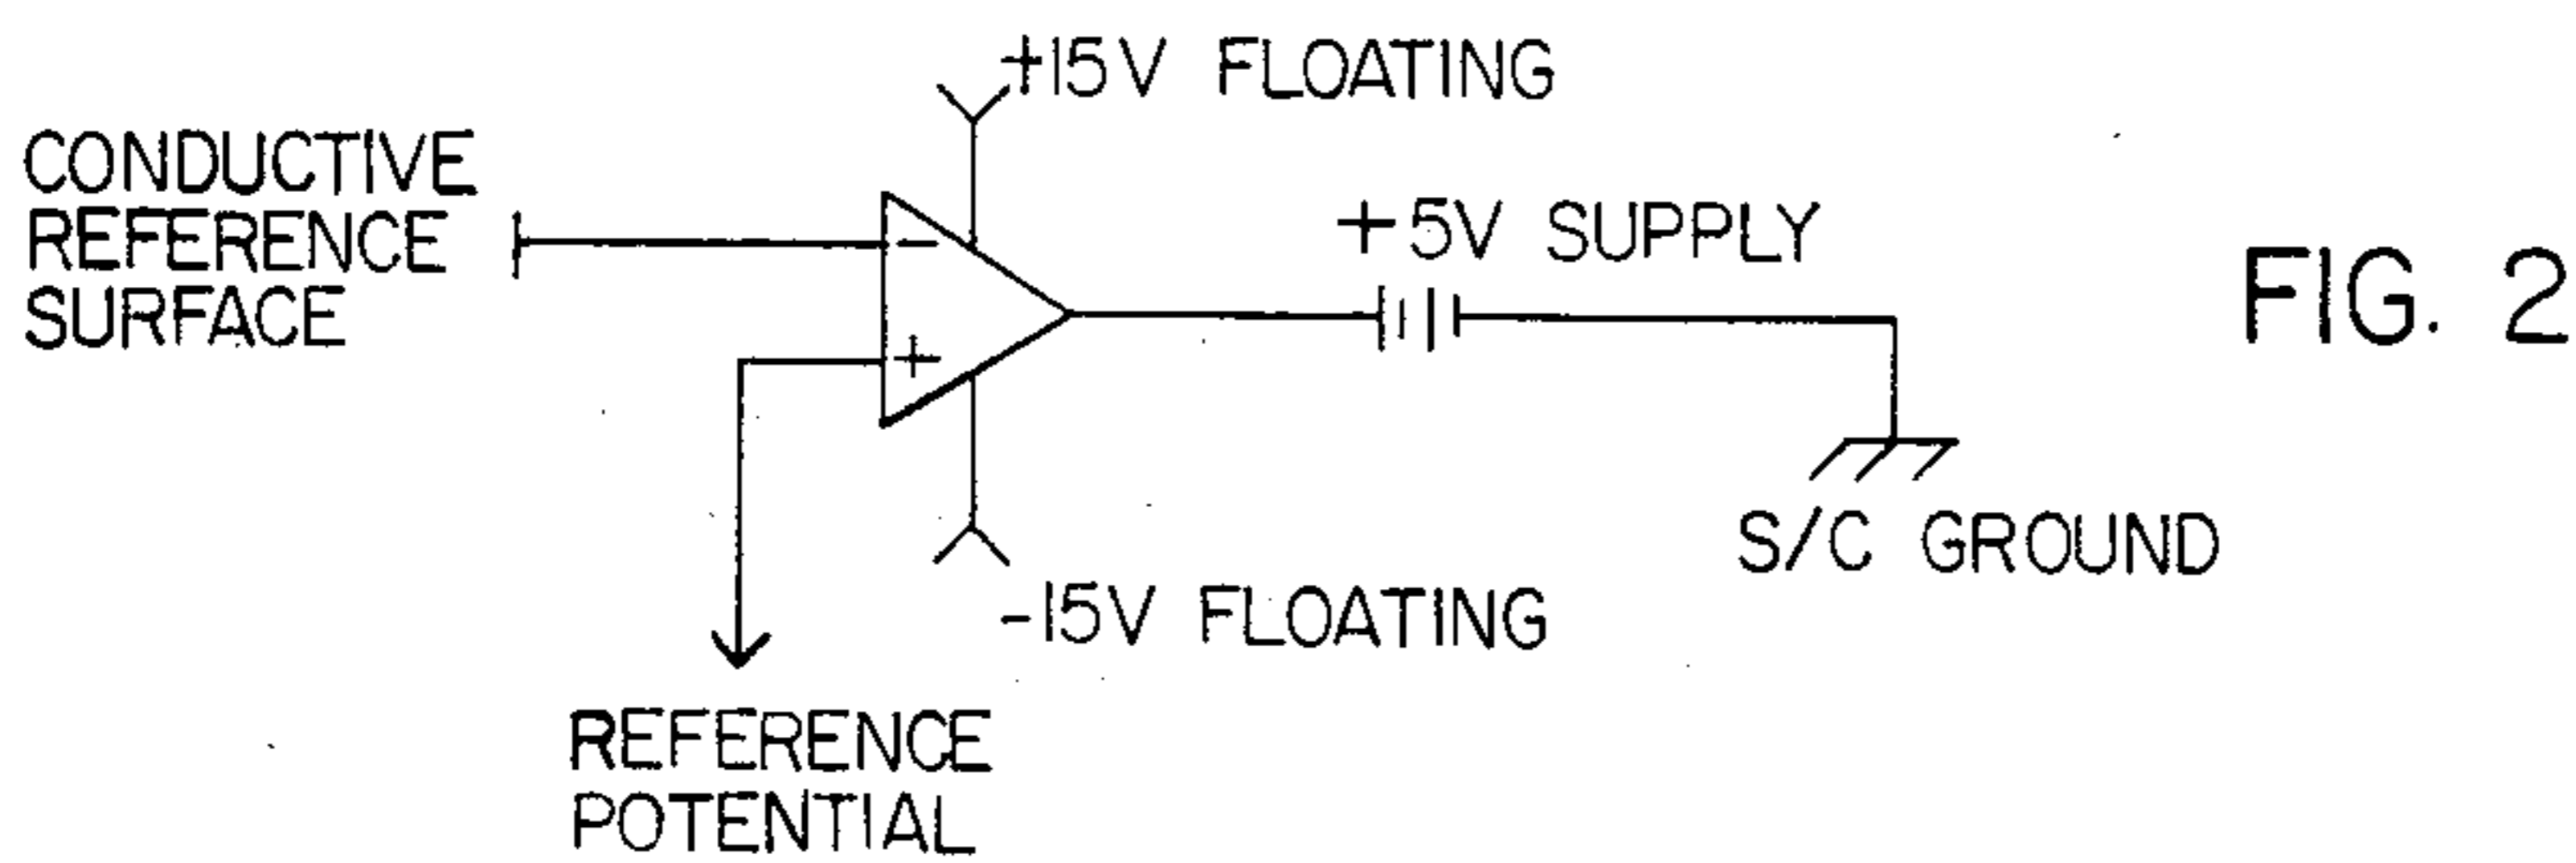 +15V FLOATING
CONDUCTIVE
REFERENCE
SURFACE
-
+
+5V SUPPLY
FIG. 2
S/C GROUND
-15V FLOATING
REFERENCE
POTENTIAL